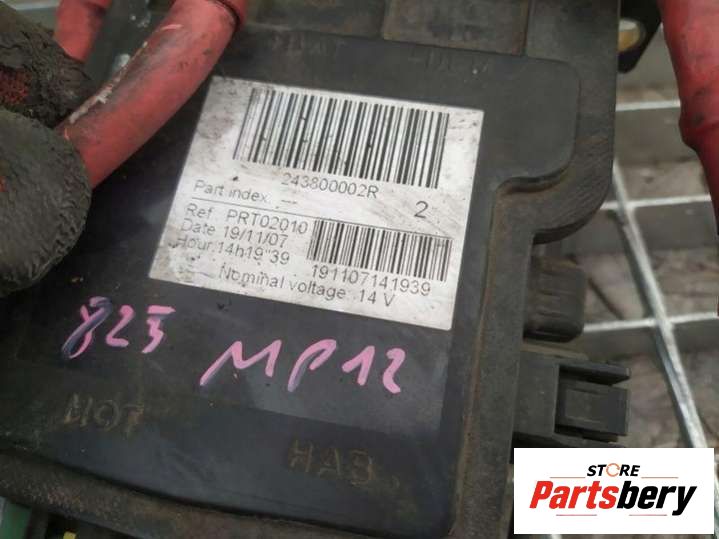 243800002R
Part index --- 2
Ref PRT02010
Date 19/11/07
Hour 14h19"39
191107141939
Nominal voltage 14 V
823 MP12
MOT
HAB
STORE
Partsbery